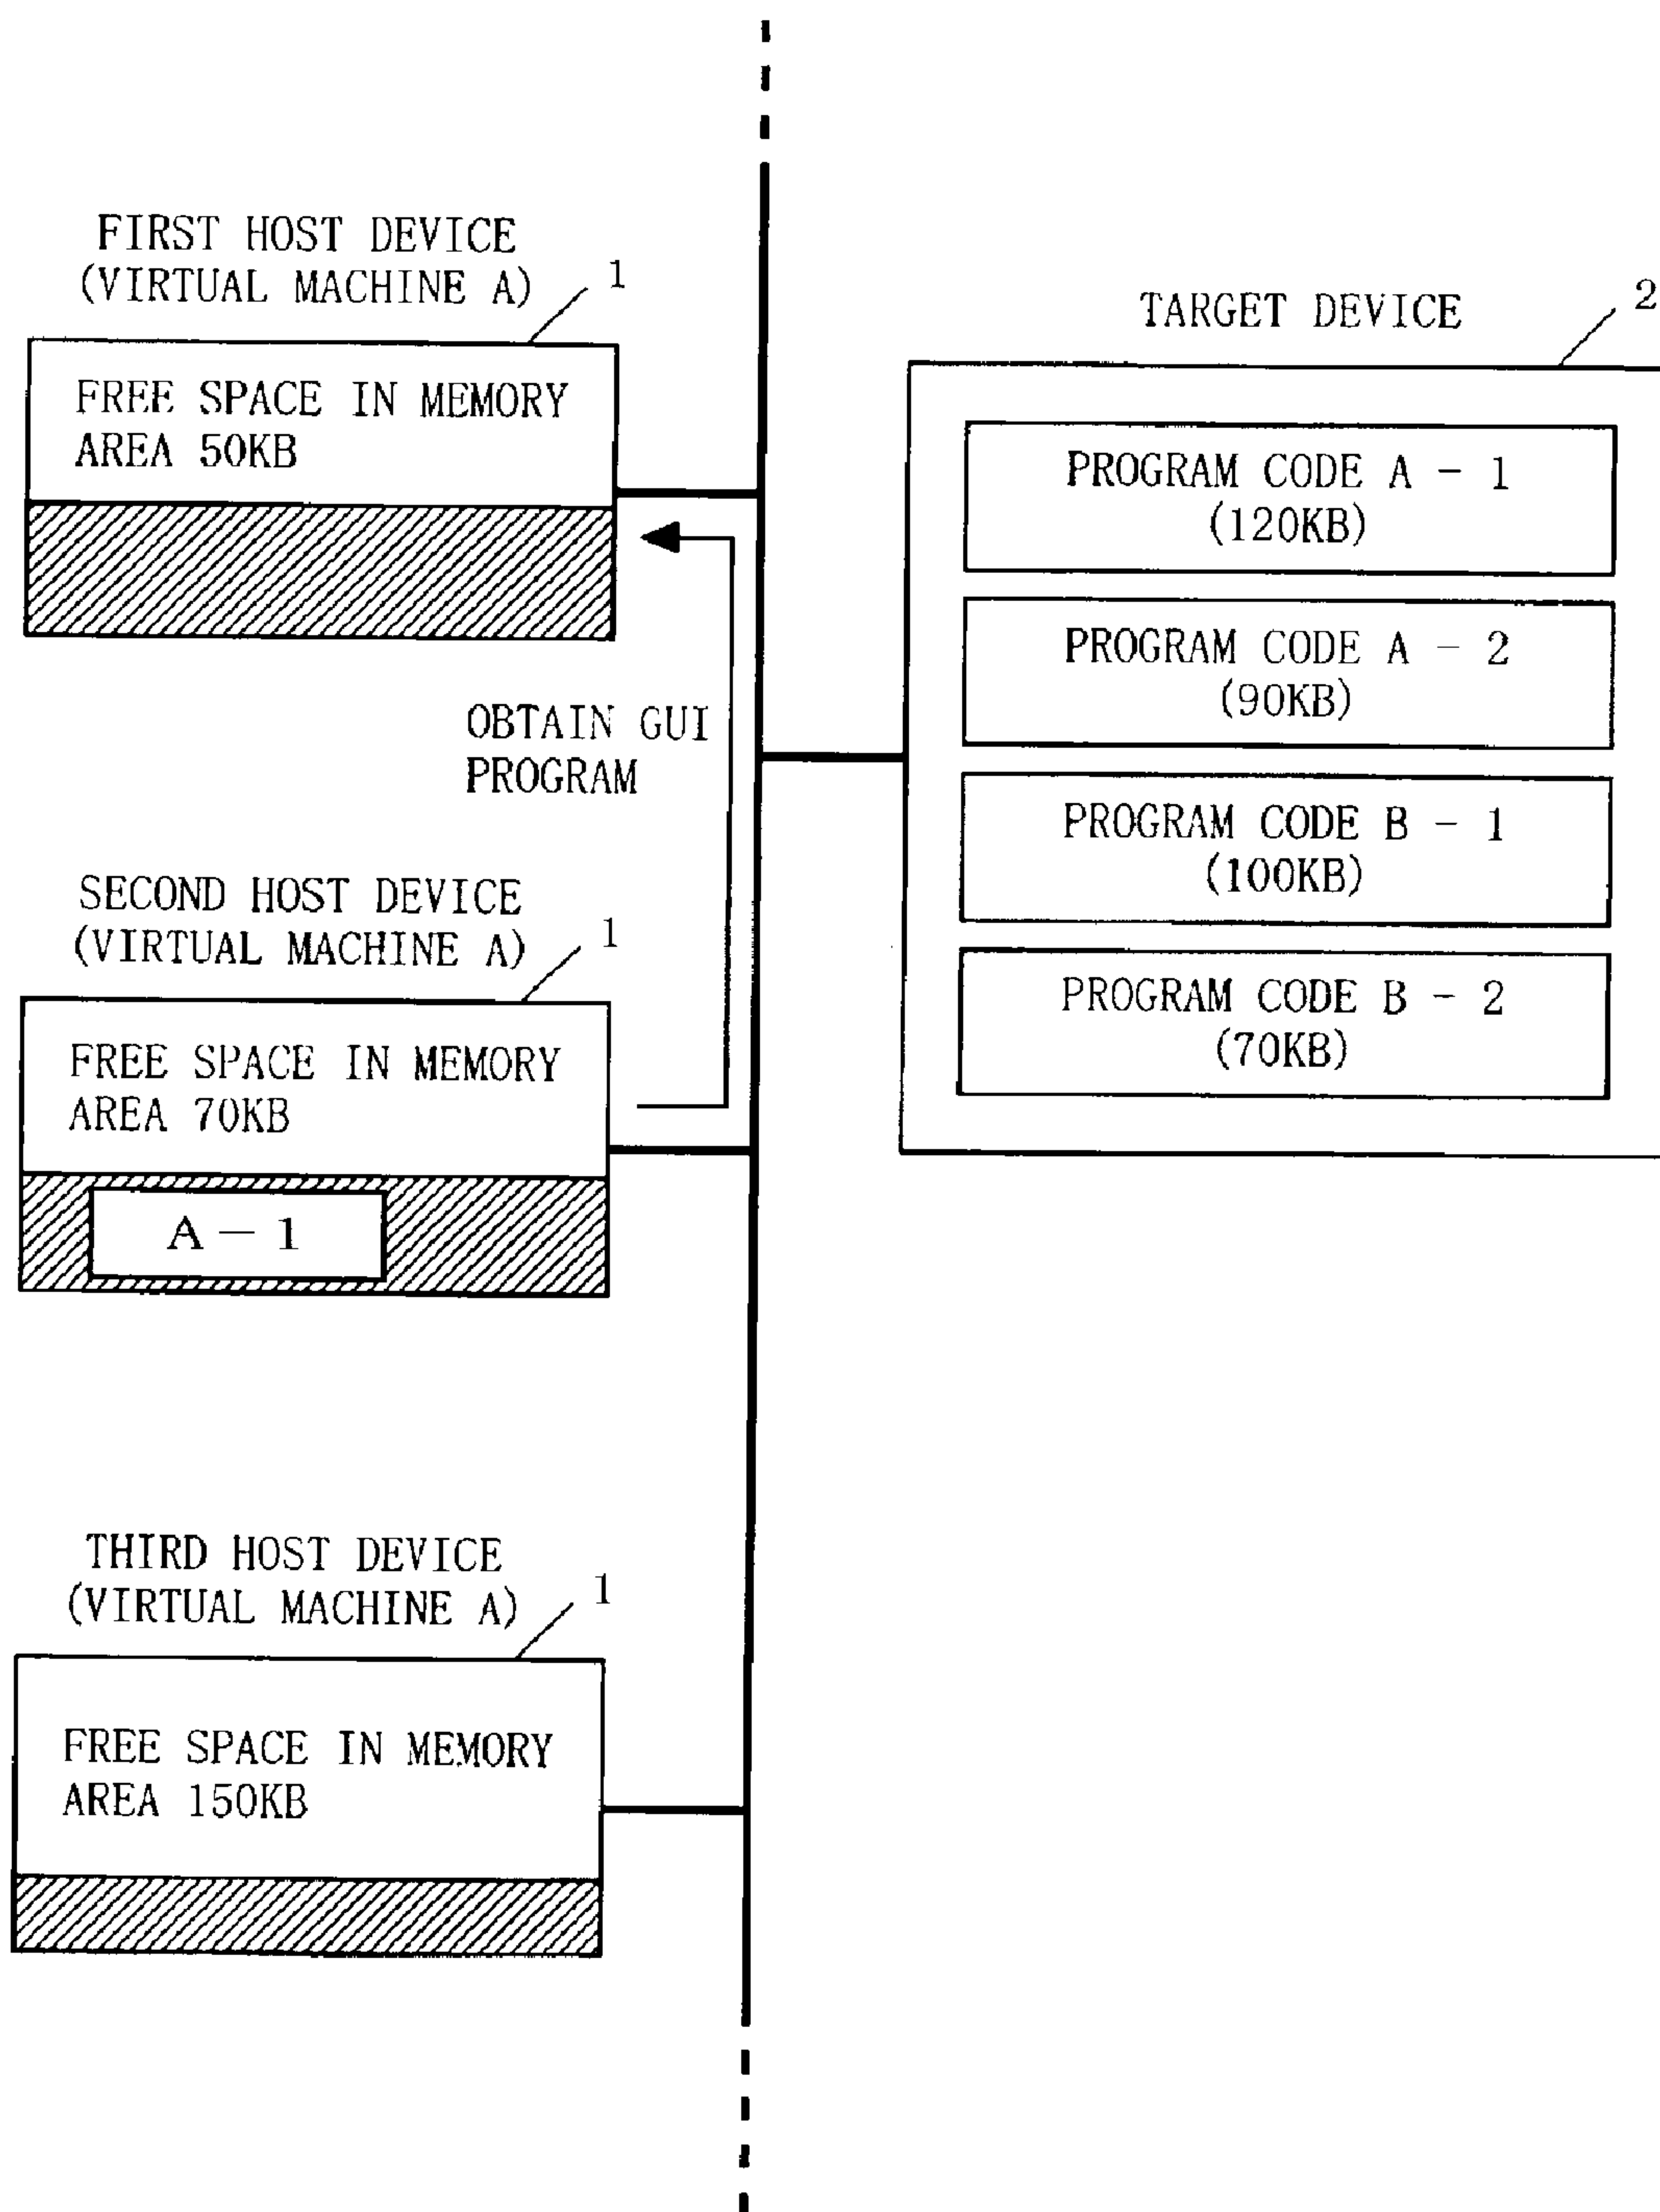 FIRST HOST DEVICE
(VIRTUAL MACHINE A)
1
FREE SPACE IN MEMORY
AREA 50KB
OBTAIN GUI
PROGRAM
SECOND HOST DEVICE
(VIRTUAL MACHINE A)
1
FREE SPACE IN MEMORY
AREA 70KB
A - 1
THIRD HOST DEVICE
(VIRTUAL MACHINE A)
1
FREE SPACE IN MEMORY
AREA 150KB
TARGET DEVICE
2
PROGRAM CODE A - 1
(120KB)
PROGRAM CODE A - 2
(90KB)
PROGRAM CODE B - 1
(100KB)
PROGRAM CODE B - 2
(70KB)